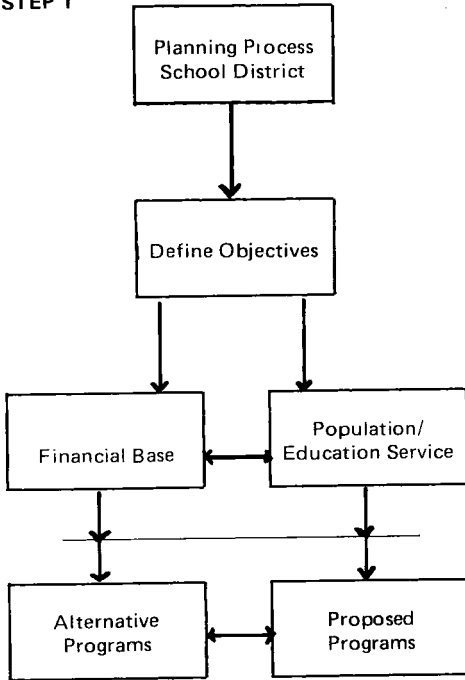 STEP 1
Planning Process
School District
Define Objectives
Financial Base
Population/
Education Service
Alternative
Programs
Proposed
Programs